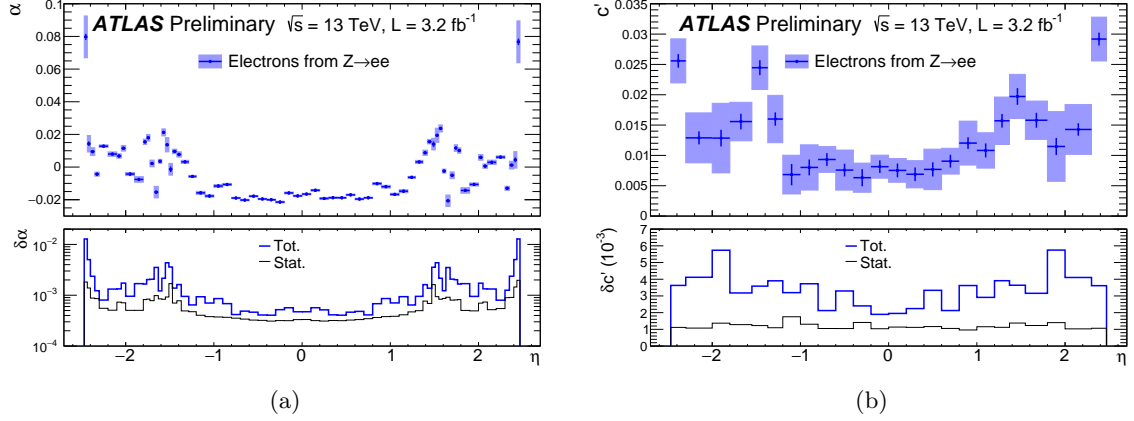 α
ATLAS Preliminary √s = 13 TeV, L = 3.2 fb⁻¹
Electrons from Z→ee
0.1
0.08
0.06
0.04
0.02
0
−0.02
δα
Tot.
Stat.
10⁻²
10⁻³
10⁻⁴
−2 −1 0 1 2 η
(a)
c'
ATLAS Preliminary √s = 13 TeV, L = 3.2 fb⁻¹
Electrons from Z→ee
0.035
0.03
0.025
0.02
0.015
0.01
0.005
0
δc' (10⁻³)
Tot.
Stat.
7
6
5
4
3
2
1
0
−2 −1 0 1 2 η
(b)